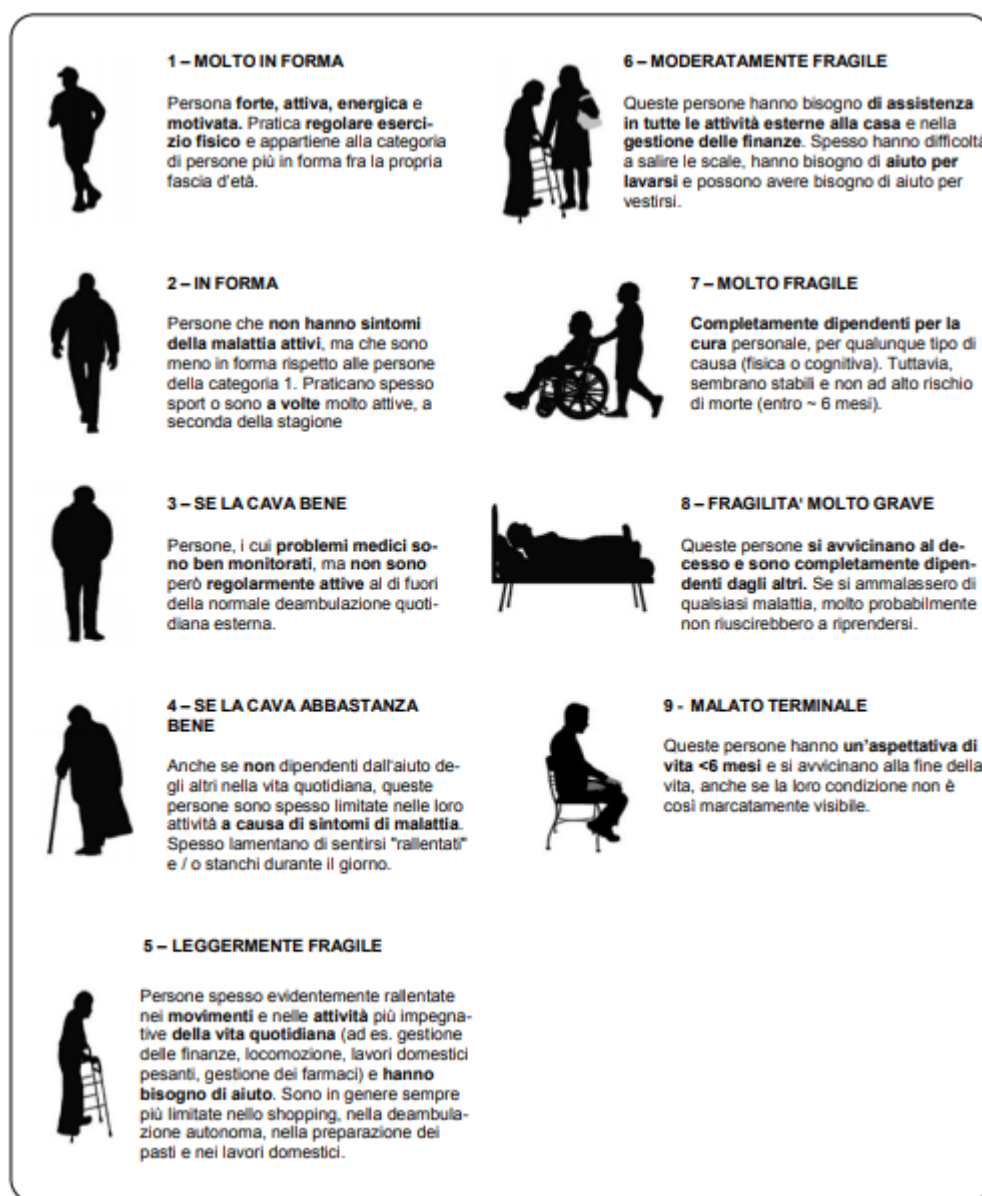 1 – MOLTO IN FORMA
Persona forte, attiva, energica e
motivata. Pratica regolare eserci-
zio fisico e appartiene alla categoria
di persone più in forma fra la propria
fascia d'età.
2 – IN FORMA
Persone che non hanno sintomi
della malattia attivi, ma che sono
meno in forma rispetto alle persone
della categoria 1. Praticano spesso
sport o sono a volte molto attive, a
seconda della stagione
3 – SE LA CAVA BENE
Persone, i cui problemi medici so-
no ben monitorati, ma non sono
però regolarmente attive al di fuori
della normale deambulazione quoti-
diana esterna.
4 – SE LA CAVA ABBASTANZA
BENE
Anche se non dipendenti dall'aiuto de-
gli altri nella vita quotidiana, queste
persone sono spesso limitate nelle loro
attività a causa di sintomi di malattia.
Spesso lamentano di sentirsi "rallentati"
e / o stanchi durante il giorno.
5 – LEGGERMENTE FRAGILE
Persone spesso evidentemente rallentate
nei movimenti e nelle attività più impegna-
tive della vita quotidiana (ad es. gestione
delle finanze, locomozione, lavori domestici
pesanti, gestione dei farmaci) e hanno
bisogno di aiuto. Sono in genere sempre
più limitate nello shopping, nella deambula-
zione autonoma, nella preparazione dei
pasti e nei lavori domestici.
6 – MODERATAMENTE FRAGILE
Queste persone hanno bisogno di assistenza
in tutte le attività esterne alla casa e nella
gestione delle finanze. Spesso hanno difficoltà
a salire le scale, hanno bisogno di aiuto per
lavarsi e possono avere bisogno di aiuto per
vestirsi.
7 – MOLTO FRAGILE
Completamente dipendenti per la
cura personale, per qualunque tipo di
causa (fisica o cognitiva). Tuttavia,
sembrano stabili e non ad alto rischio
di morte (entro ~ 6 mesi).
8 – FRAGILITA' MOLTO GRAVE
Queste persone si avvicinano al de-
cesso e sono completamente dipen-
denti dagli altri. Se si ammalassero di
qualsiasi malattia, molto probabilmente
non riuscirebbero a riprendersi.
9 - MALATO TERMINALE
Queste persone hanno un'aspettativa di
vita <6 mesi e si avvicinano alla fine della
vita, anche se la loro condizione non è
così marcatamente visibile.